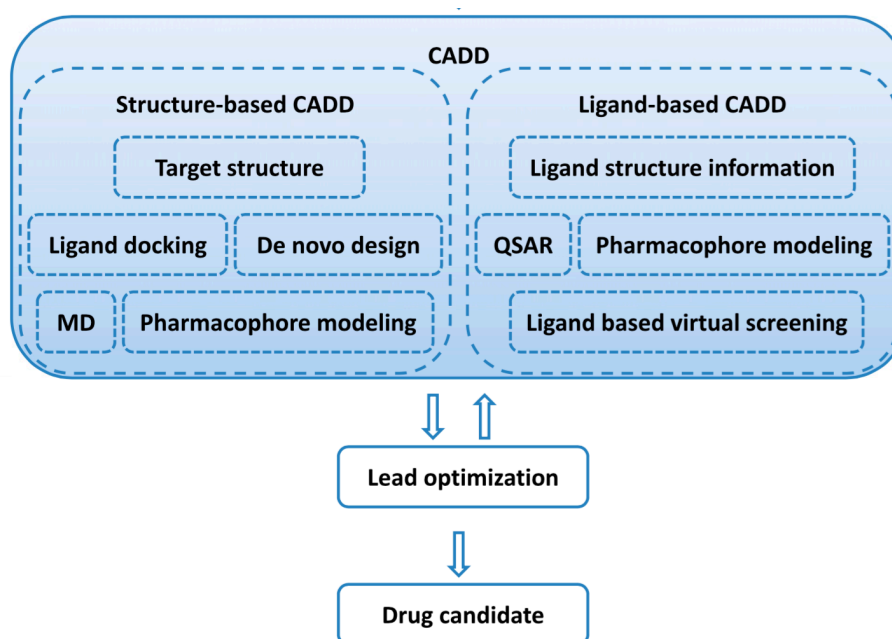 CADD
Structure-based CADD
Target structure
Ligand docking
De novo design
MD
Pharmacophore modeling
Ligand-based CADD
Ligand structure information
QSAR
Pharmacophore modeling
Ligand based virtual screening
Lead optimization
Drug candidate